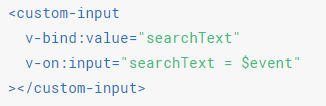 <custom-input
  v-bind:value="searchText"
  v-on:input="searchText = $event"
></custom-input>